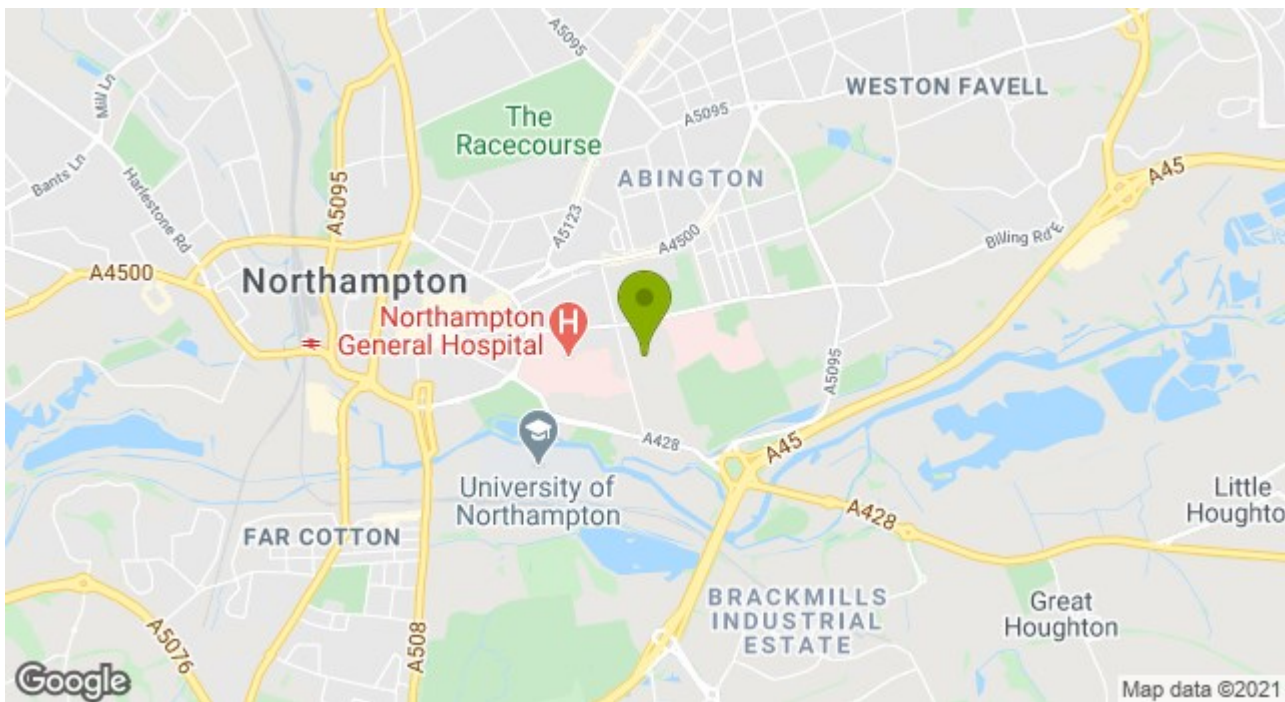 A5095
Mill Ln
WESTON FAVELL
The
Racecourse
A5095
Bants Ln
Harlestone Rd
A5095
ABINGTON
A45
A5123
A4500
Billing Rd E
A4500
Northampton
Northampton
General Hospital
H
A5095
A428
A45
University of
Northampton
Little
Houghto
A428
FAR COTTON
BRACKMILLS
INDUSTRIAL
ESTATE
Great
Houghton
A5076
A508
Google
Map data ©2021